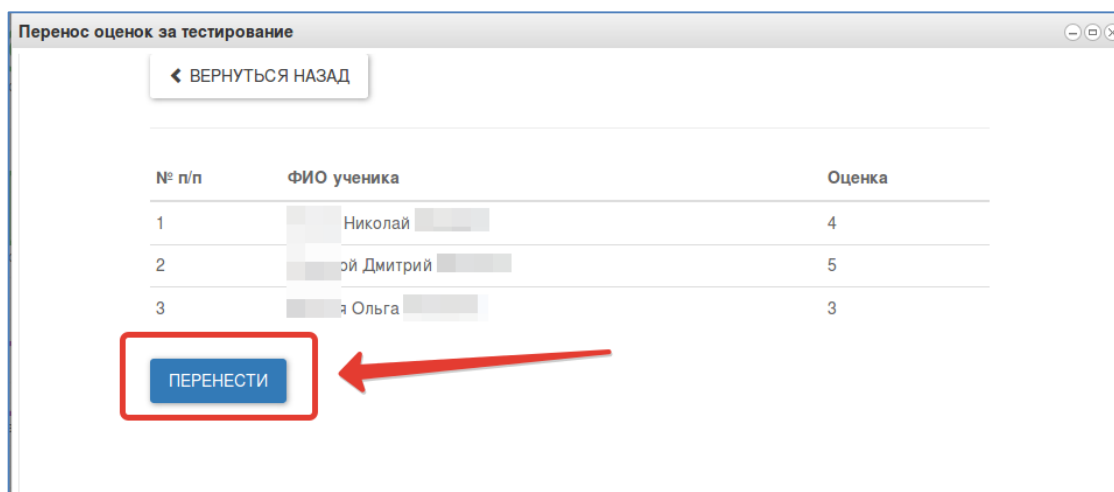 Перенос оценок за тестирование
ВЕРНУТЬСЯ НАЗАД
№ п/п ФИО ученика Оценка
1 Николай 4
2 Дмитрий 5
3 Ольга 3
ПЕРЕНЕСТИ